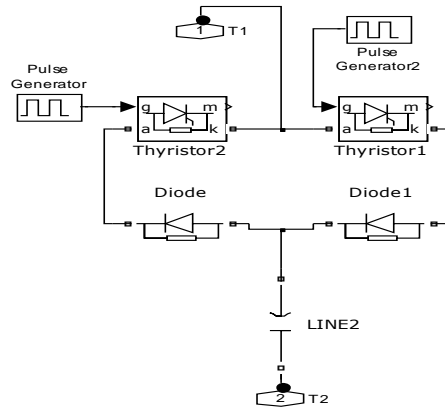 1 T1
Pulse
Generator
Pulse
Generator2
g m
a k
Thyristor2
g m
a k
Thyristor1
Diode
Diode1
LINE2
2 T2